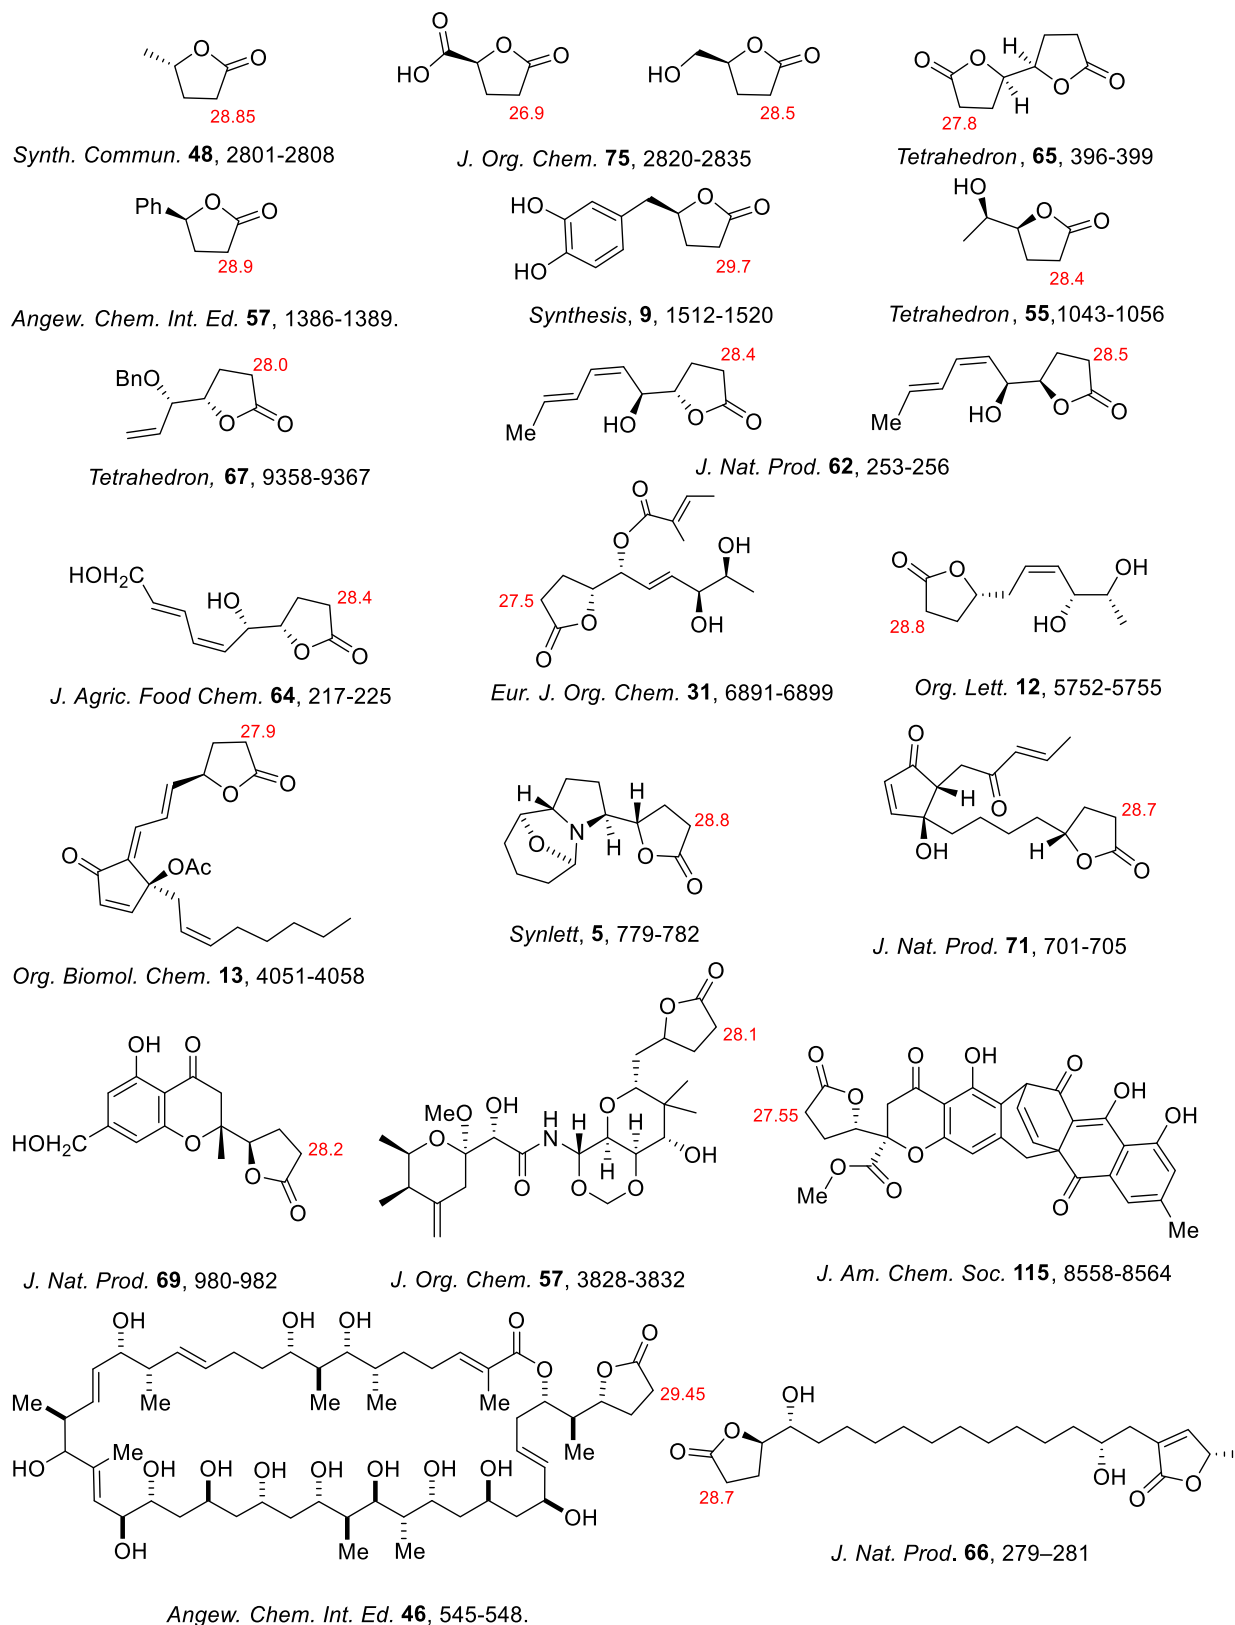 O O O O O HO HO O O H H O O
28.85 26.9 28.5 27.8
Synth. Commun. 48, 2801-2808
J. Org. Chem. 75, 2820-2835
Tetrahedron, 65, 396-399
Ph O O HO HO O O HO O O
28.9 29.7 28.4
Angew. Chem. Int. Ed. 57, 1386-1389.
Synthesis, 9, 1512-1520
Tetrahedron, 55,1043-1056
BnO 28.0 O O Me HO 28.4 O O Me HO 28.5 O O
Tetrahedron, 67, 9358-9367
J. Nat. Prod. 62, 253-256
HOH2C HO 28.4 O O
O O OH 27.5 O O OH
O O 28.8 OH HO
J. Agric. Food Chem. 64, 217-225
Eur. J. Org. Chem. 31, 6891-6899
Org. Lett. 12, 5752-5755
27.9 O O O OAc
H O N H H 28.8 O O
O O H OH H 28.7 O O
Org. Biomol. Chem. 13, 4051-4058
Synlett, 5, 779-782
J. Nat. Prod. 71, 701-705
OH O HOH2C O 28.2 O O
O O 28.1 MeO OH O O H N O H H H O O O OH
O 27.55 O O OH O O O Me O OH OH O Me
J. Nat. Prod. 69, 980-982
J. Org. Chem. 57, 3828-3832
J. Am. Chem. Soc. 115, 8558-8564
OH OH OH O O O O
Me Me Me Me Me Me 29.45
HO Me OH OH OH OH OH OH OH
OH Me Me OH
OH O O 28.7 OH O O
Angew. Chem. Int. Ed. 46, 545-548.
J. Nat. Prod. 66, 279–281